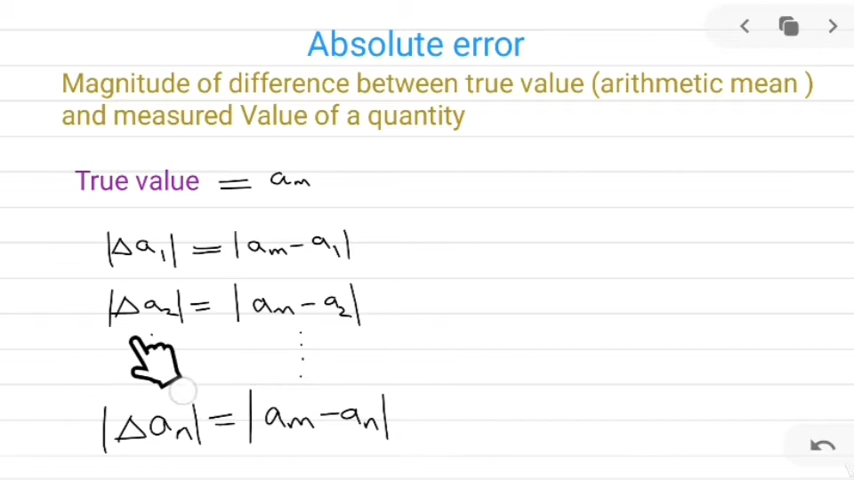 Absolute error
Magnitude of difference between true value (arithmetic mean )
and measured Value of a quantity
True value = aₘ
|Δa₁| = |aₘ - a₁|
|Δa₂| = |aₙ - a₂|
|Δaₙ| = |aₘ - aₙ|